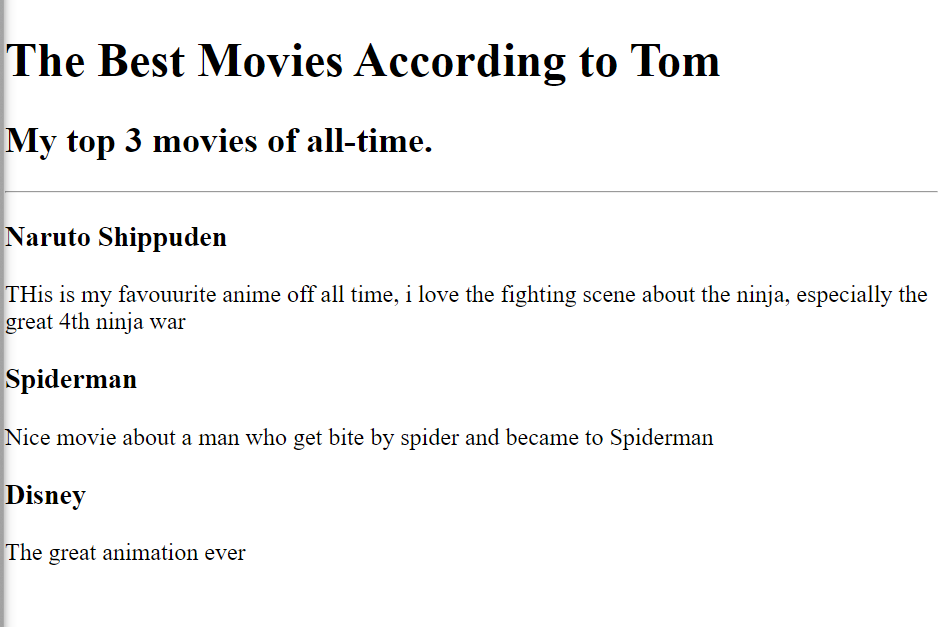 The Best Movies According to Tom
My top 3 movies of all-time.
Naruto Shippuden
THis is my favouurite anime off all time, i love the fighting scene about the ninja, especially the
great 4th ninja war
Spiderman
Nice movie about a man who get bite by spider and became to Spiderman
Disney
The great animation ever